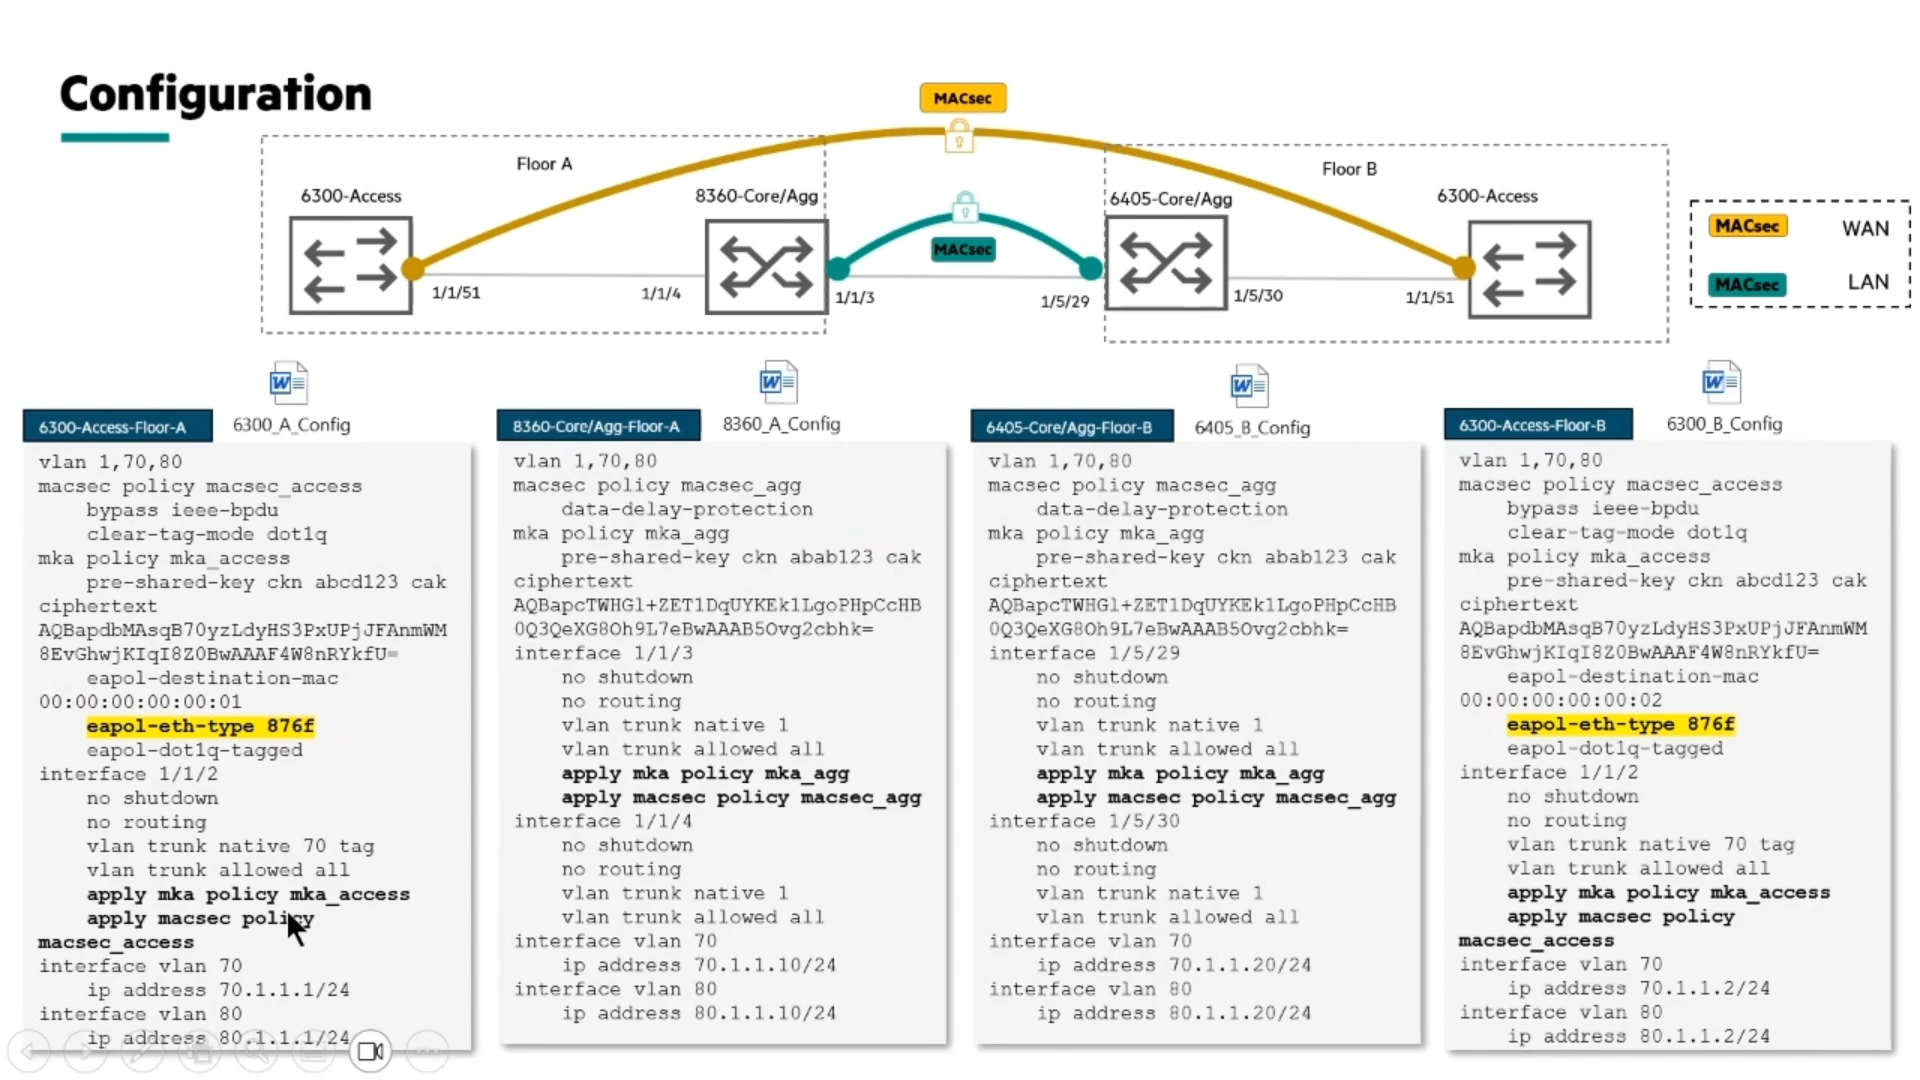 Configuration
MACsec
Floor A
Floor B
6300-Access
8360-Core/Agg
6405-Core/Agg
6300-Access
MACsec
MACsec WAN
MACsec LAN
1/1/51
1/1/4
1/1/3
1/5/29
1/5/30
1/1/51
6300-Access-Floor-A
6300_A_Config
vlan 1,70,80
macsec policy macsec_access
bypass ieee-bpdu
clear-tag-mode dot1q
mka policy mka_access
pre-shared-key ckn abcd123 cak
ciphertext
AQBapdbMAsqB70yzLdyHS3PxUPjJFAnmWM
8EvGhwjKIqI8Z0BwAAAF4W8nRYkfU=
eapol-destination-mac
00:00:00:00:00:01
eapol-eth-type 876f
eapol-dot1q-tagged
interface 1/1/2
no shutdown
no routing
vlan trunk native 70 tag
vlan trunk allowed all
apply mka policy mka_access
apply macsec policy
macsec_access
interface vlan 70
ip address 70.1.1.1/24
interface vlan 80
ip address 80.1.1.1/24
8360-Core/Agg-Floor-A
8360_A_Config
vlan 1,70,80
macsec policy macsec_agg
data-delay-protection
mka policy mka_agg
pre-shared-key ckn abab123 cak
ciphertext
AQBapcTWHGl+ZET1DqUYKEk1LgoPHpCcHB
0Q3QeXG8Oh9L7eBwAAAB5Ovg2cbhk=
interface 1/1/3
no shutdown
no routing
vlan trunk native 1
vlan trunk allowed all
apply mka policy mka_agg
apply macsec policy macsec_agg
interface 1/1/4
no shutdown
no routing
vlan trunk native 1
vlan trunk allowed all
interface vlan 70
ip address 70.1.1.10/24
interface vlan 80
ip address 80.1.1.10/24
6405-Core/Agg-Floor-B
6405_B_Config
vlan 1,70,80
macsec policy macsec_agg
data-delay-protection
mka policy mka_agg
pre-shared-key ckn abab123 cak
ciphertext
AQBapcTWHGl+ZET1DqUYKEk1LgoPHpCcHB
0Q3QeXG8Oh9L7eBwAAAB5Ovg2cbhk=
interface 1/5/29
no shutdown
no routing
vlan trunk native 1
vlan trunk allowed all
apply mka policy mka_agg
apply macsec policy macsec_agg
interface 1/5/30
no shutdown
no routing
vlan trunk native 1
vlan trunk allowed all
interface vlan 70
ip address 70.1.1.20/24
interface vlan 80
ip address 80.1.1.20/24
6300-Access-Floor-B
6300_B_Config
vlan 1,70,80
macsec policy macsec_access
bypass ieee-bpdu
clear-tag-mode dot1q
mka policy mka_access
pre-shared-key ckn abcd123 cak
ciphertext
AQBapdbMAsqB70yzLdyHS3PxUPjJFAnmWM
8EvGhwjKIqI8Z0BwAAAF4W8nRYkfU=
eapol-destination-mac
00:00:00:00:00:02
eapol-eth-type 876f
eapol-dot1q-tagged
interface 1/1/2
no shutdown
no routing
vlan trunk native 70 tag
vlan trunk allowed all
apply mka policy mka_access
apply macsec policy
macsec_access
interface vlan 70
ip address 70.1.1.2/24
interface vlan 80
ip address 80.1.1.2/24